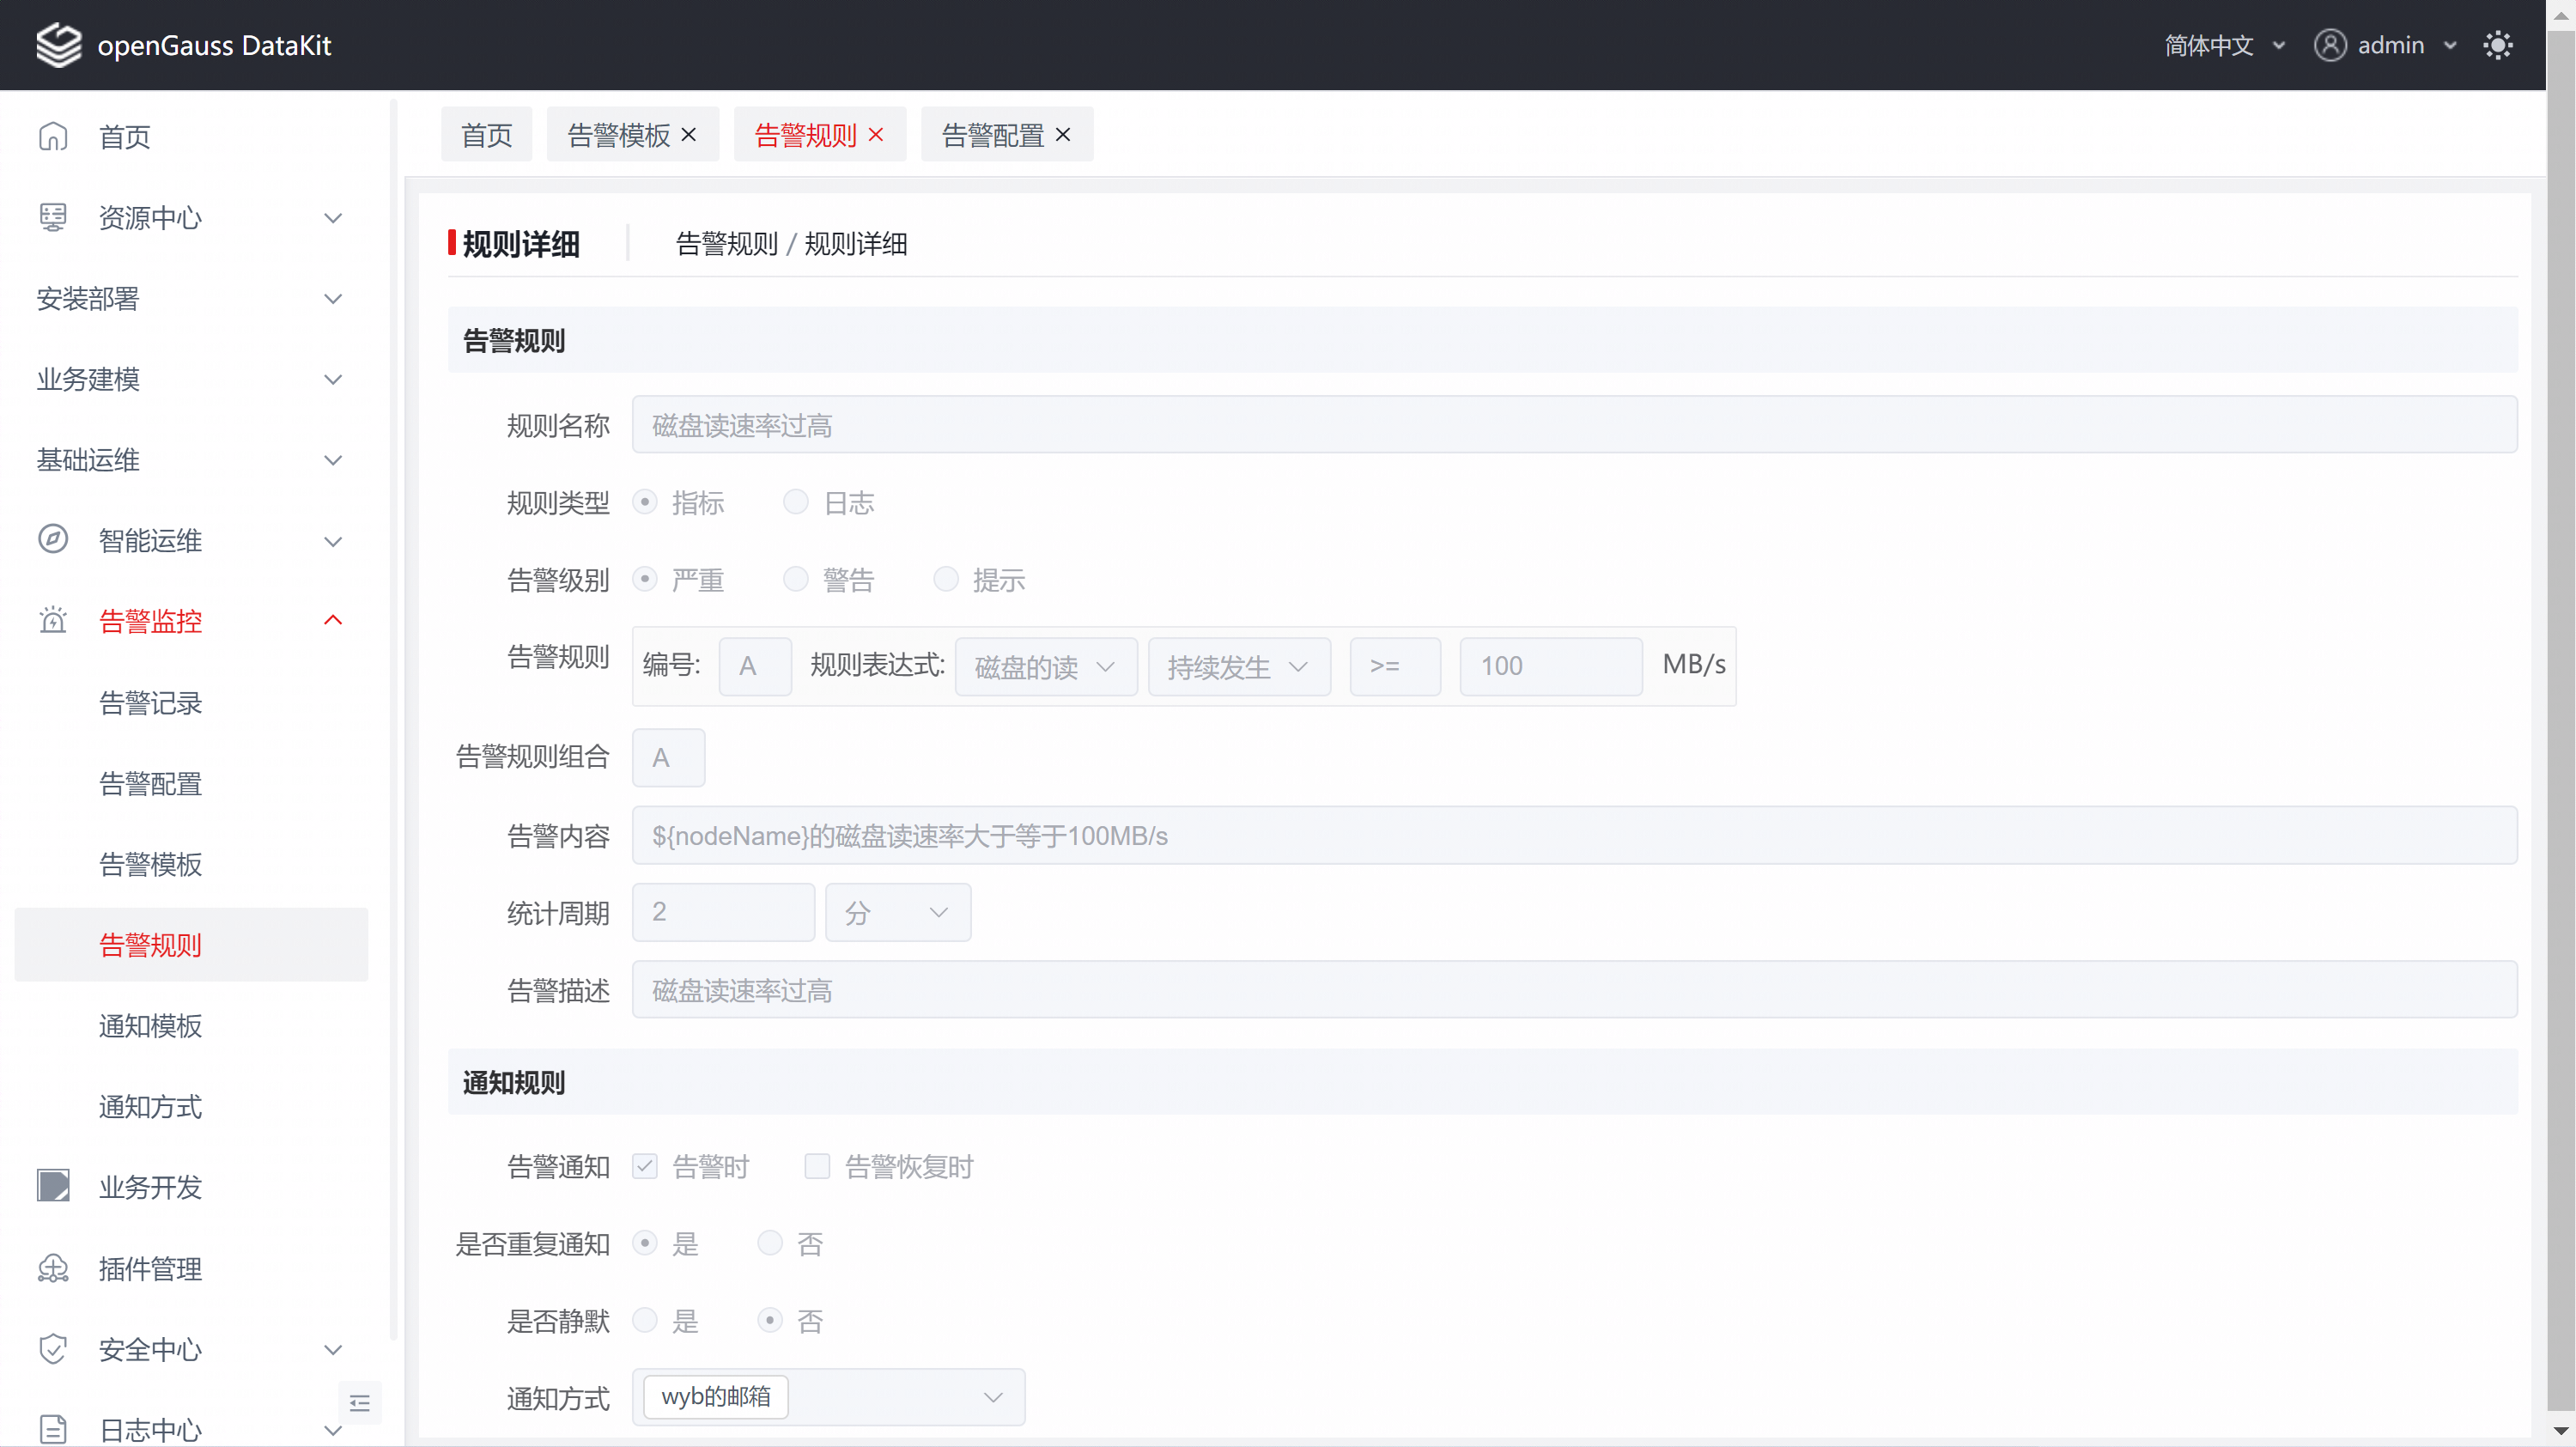 openGauss DataKit
简体中文
admin
首页
资源中心
安装部署
业务建模
基础运维
智能运维
告警监控
告警记录
告警配置
告警模板
告警规则
通知模板
通知方式
业务开发
插件管理
安全中心
日志中心
首页 告警模板 告警规则 告警配置
规则详细 告警规则 / 规则详细
告警规则
规则名称 磁盘读速率过高
规则类型 指标 日志
告警级别 严重 警告 提示
告警规则 编号: A 规则表达式: 磁盘的读 持续发生 >= 100 MB/s
告警规则组合 A
告警内容 ${nodeName}的磁盘读速率大于等于100MB/s
统计周期 2 分
告警描述 磁盘读速率过高
通知规则
告警通知 告警时 告警恢复时
是否重复通知 是 否
是否静默 是 否
通知方式 wyb的邮箱